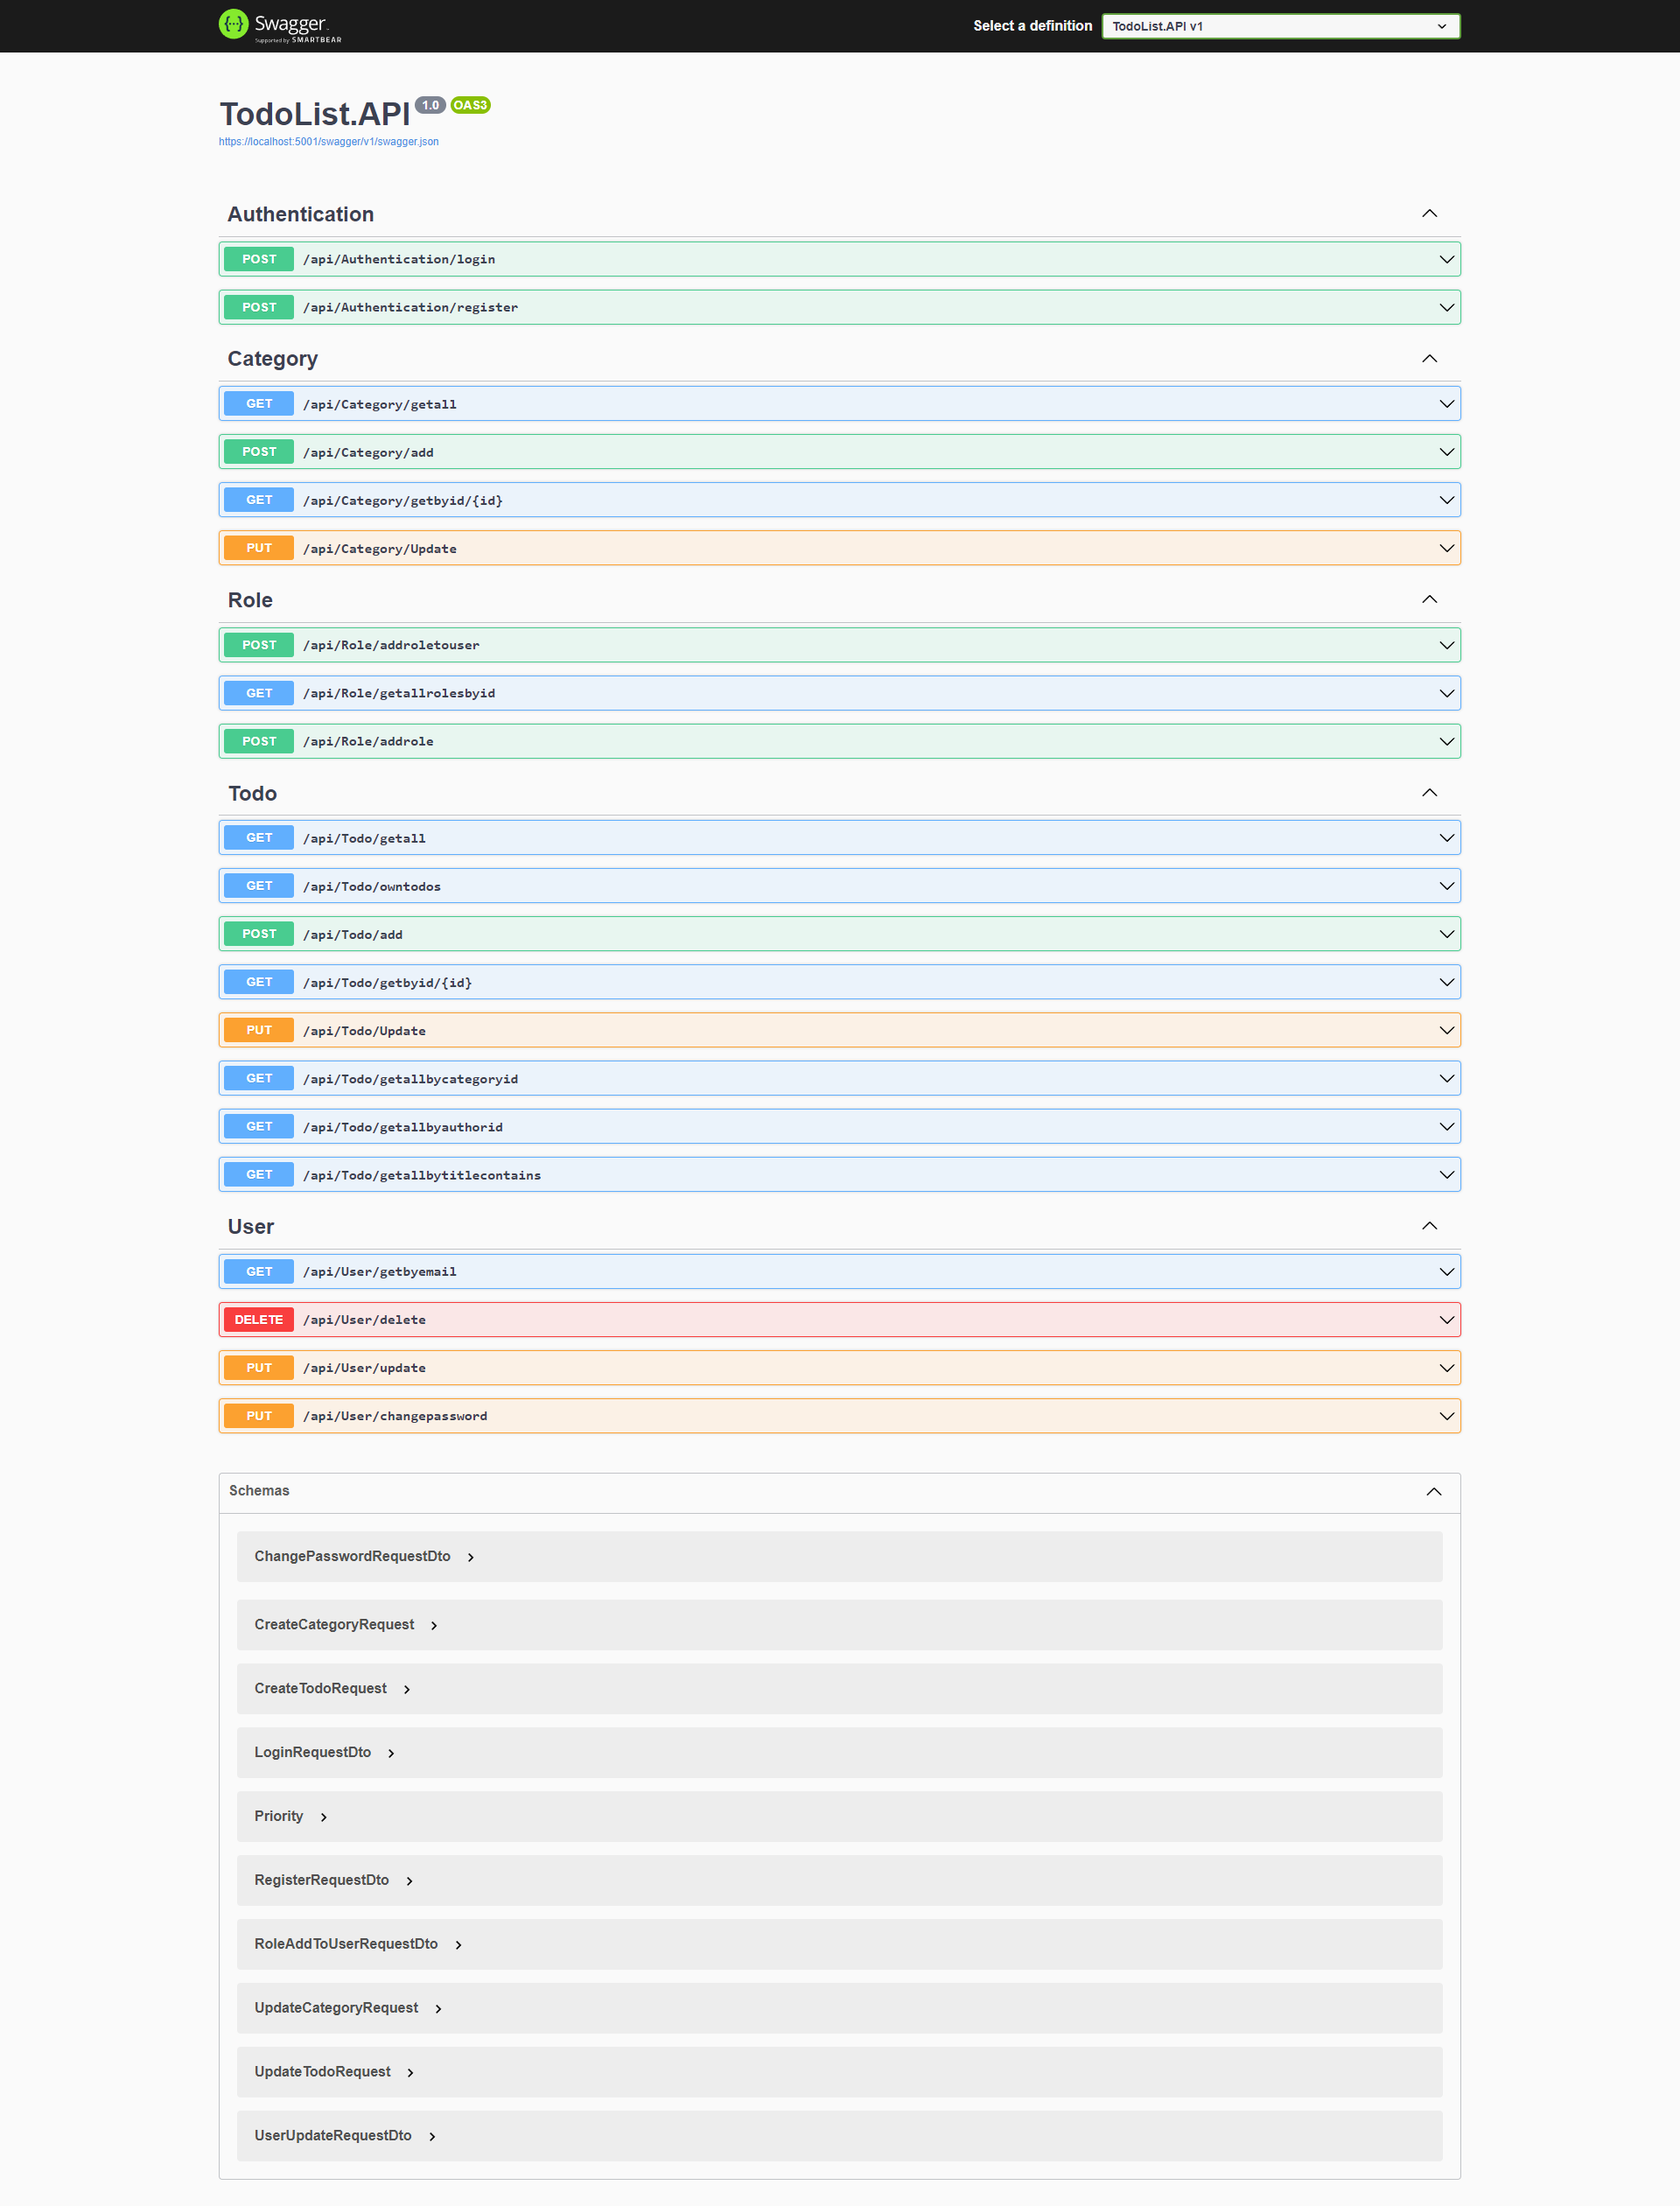 Swagger
Supported by SMARTBEAR
Select a definition
TodoList.API v1
TodoList.API 1.0 OAS3
https://localhost:5001/swagger/v1/swagger.json
Authentication
POST /api/Authentication/login
POST /api/Authentication/register
Category
GET /api/Category/getall
POST /api/Category/add
GET /api/Category/getbyid/{id}
PUT /api/Category/Update
Role
POST /api/Role/addroletouser
GET /api/Role/getallrolesbyid
POST /api/Role/addrole
Todo
GET /api/Todo/getall
GET /api/Todo/owntodos
POST /api/Todo/add
GET /api/Todo/getbyid/{id}
PUT /api/Todo/Update
GET /api/Todo/getallbycategoryid
GET /api/Todo/getallbyauthorid
GET /api/Todo/getallbytitlecontains
User
GET /api/User/getbyemail
DELETE /api/User/delete
PUT /api/User/update
PUT /api/User/changepassword
Schemas
ChangePasswordRequestDto
CreateCategoryRequest
CreateTodoRequest
LoginRequestDto
Priority
RegisterRequestDto
RoleAddToUserRequestDto
UpdateCategoryRequest
UpdateTodoRequest
UserUpdateRequestDto